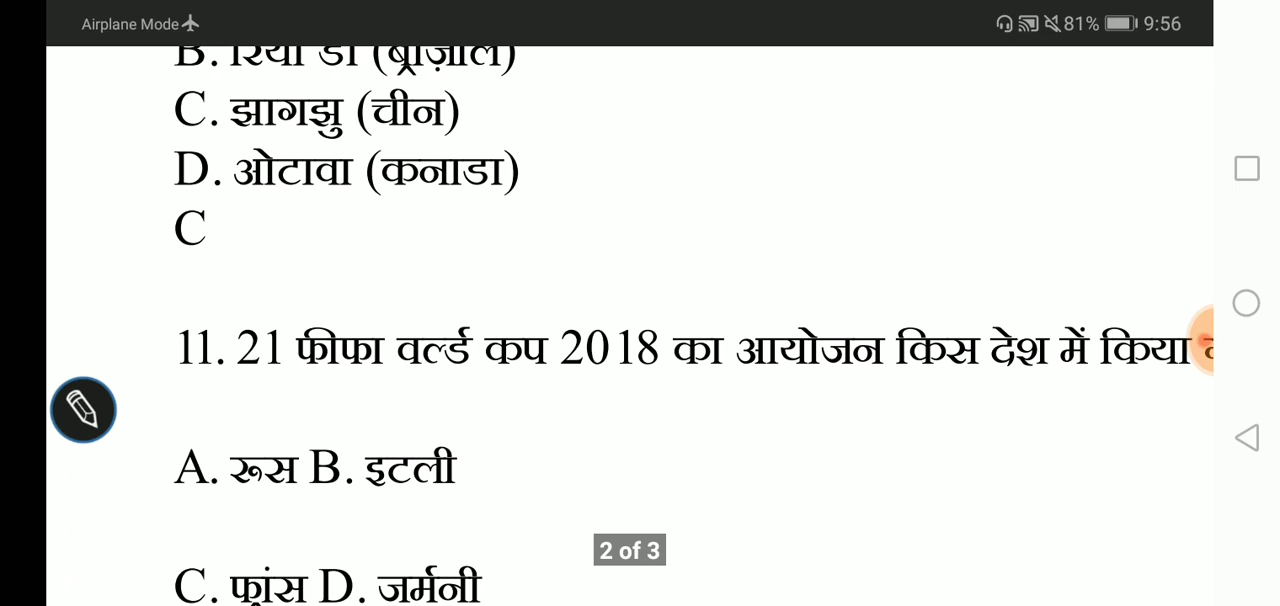 Airplane Mode 81% 9:56
B. रियो डी (ब्राज़ील)
C. झागझु (चीन)
D. ओटावा (कनाडा)
C
11. 21 फीफा वर्ल्ड कप 2018 का आयोजन किस देश में किया
A. रूस B. इटली
2 of 3
C. फ्रांस D. जर्मनी